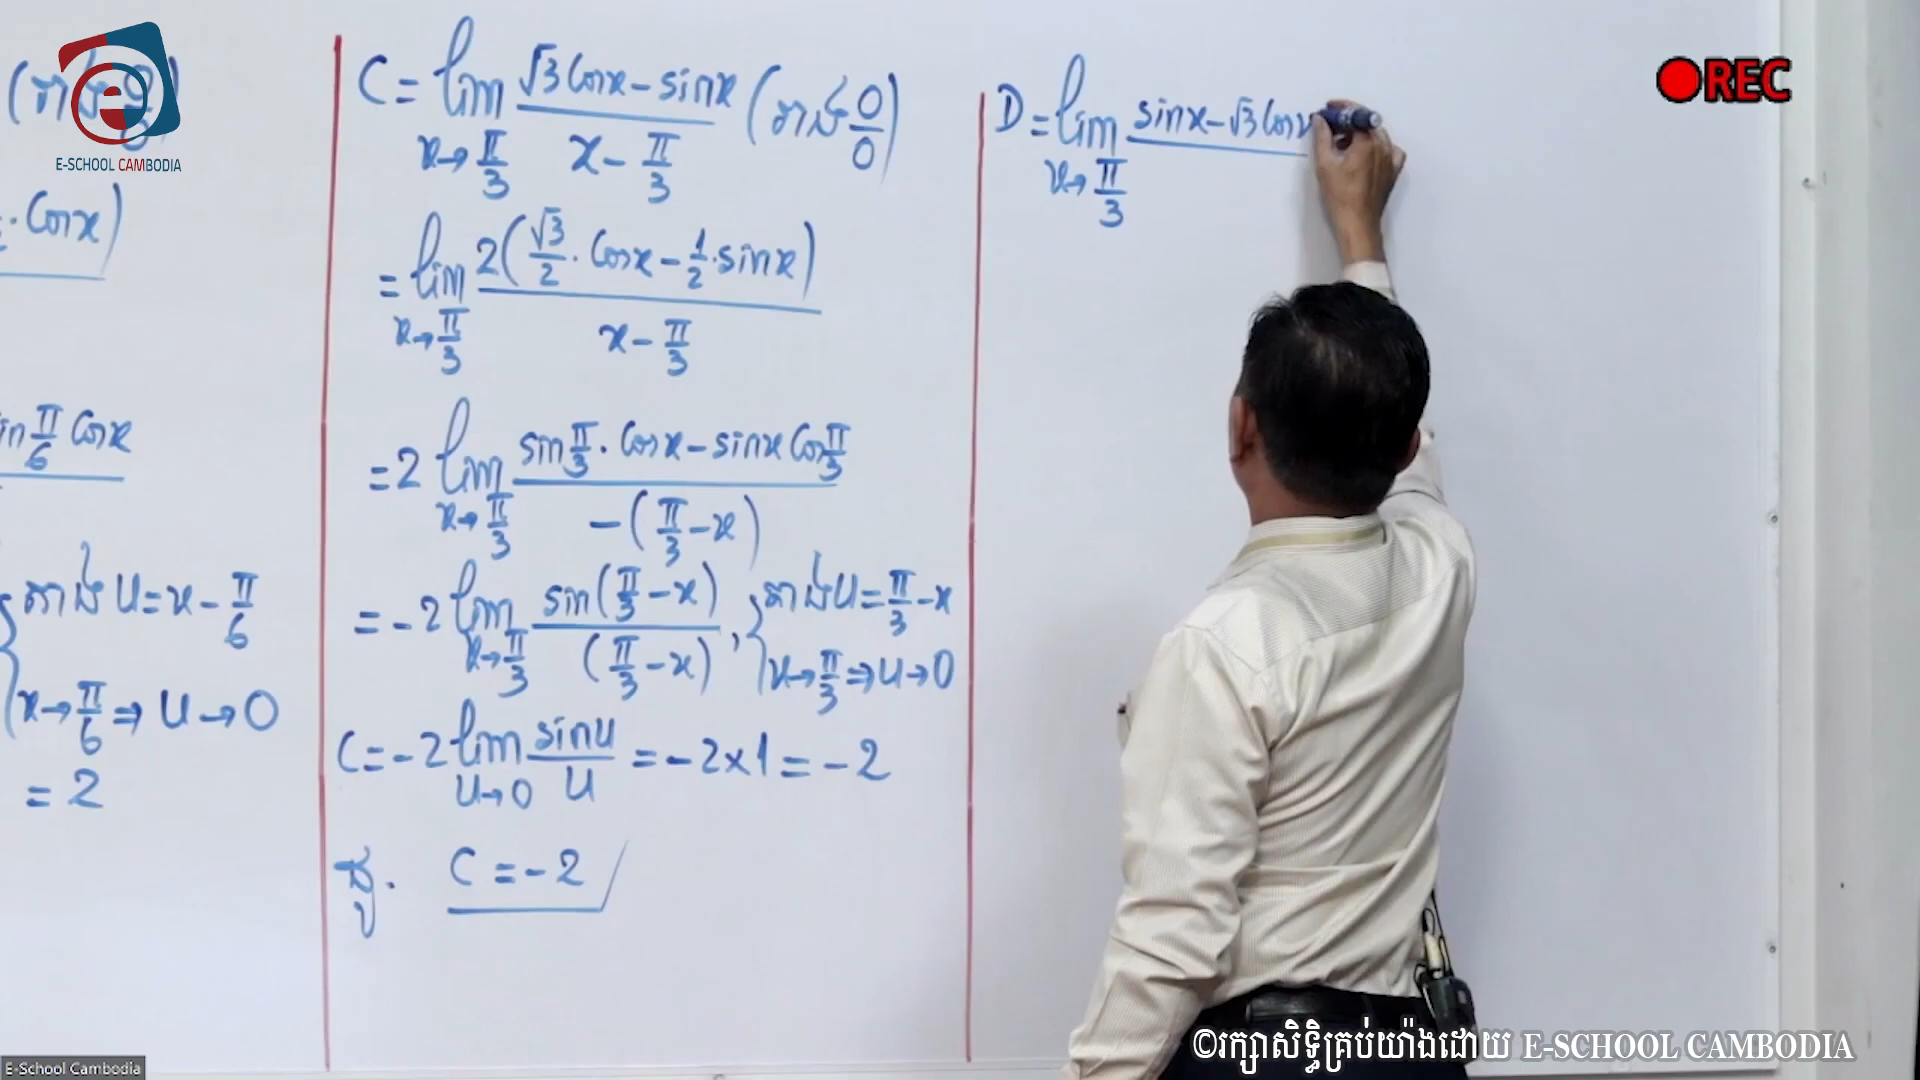 E-SCHOOL CAMBODIA
REC
. Cosx)
sin π/6 Cosx
តាង U = x - π/6
x → π/6 ⇒ U → 0
= 2
C = lim x→π/3 (√3 Cosx - sinx)/(x - π/3) (រាង 0/0)
= lim x→π/3 2(√3/2 . Cosx - 1/2 . sinx)/(x - π/3)
= 2 lim x→π/3 (sin π/3 . Cosx - sinx Cos π/3)/(-(π/3 - x))
= -2 lim x→π/3 sin(π/3 - x)/(π/3 - x) , { តាង U = π/3 - x
x → π/3 ⇒ U → 0
C = -2 lim U→0 sinU/U = -2 x 1 = -2
ដូ. C = -2
D = lim x→π/3 sinx - √3 Cosx
©រក្សាសិទ្ធិគ្រប់យ៉ាងដោយ E-SCHOOL CAMBODIA
E-School Cambodia